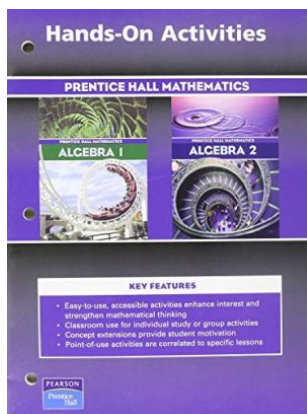 Hands-On Activities
PRENTICE HALL MATHEMATICS
PRENTICE HALL MATHEMATICS
ALGEBRA 1
PRENTICE HALL MATHEMATICS
ALGEBRA 2
KEY FEATURES
• Easy-to-use, accessible activities enhance interest and
strengthen mathematical thinking
• Classroom use for individual study or group activities
• Concept extensions provide student motivation
• Point-of-use activities are correlated to specific lessons
PEARSON
Prentice
Hall